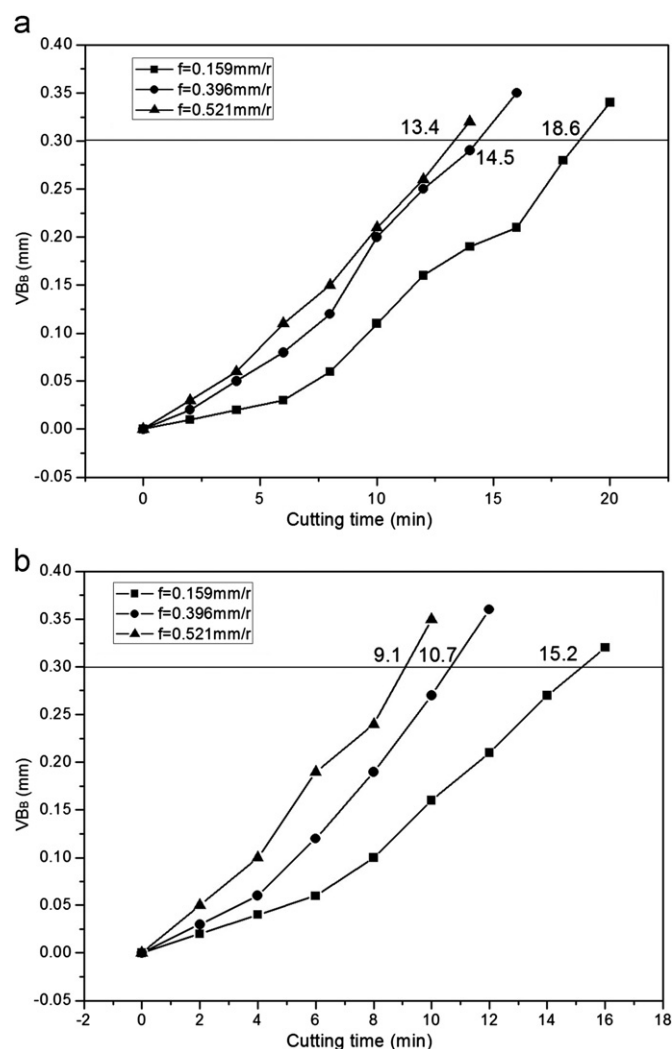 a
0.40
f=0.159mm/r
f=0.396mm/r
f=0.521mm/r
0.35
13.4
18.6
0.30
14.5
0.25
0.20
0.15
0.10
0.05
0.00
-0.05
VBB (mm)
0 5 10 15 20
Cutting time (min)
b
0.40
f=0.159mm/r
f=0.396mm/r
f=0.521mm/r
0.35
9.1 10.7 15.2
0.30
0.25
0.20
0.15
0.10
0.05
0.00
-0.05
VBB (mm)
-2 0 2 4 6 8 10 12 14 16 18
Cutting time (min)